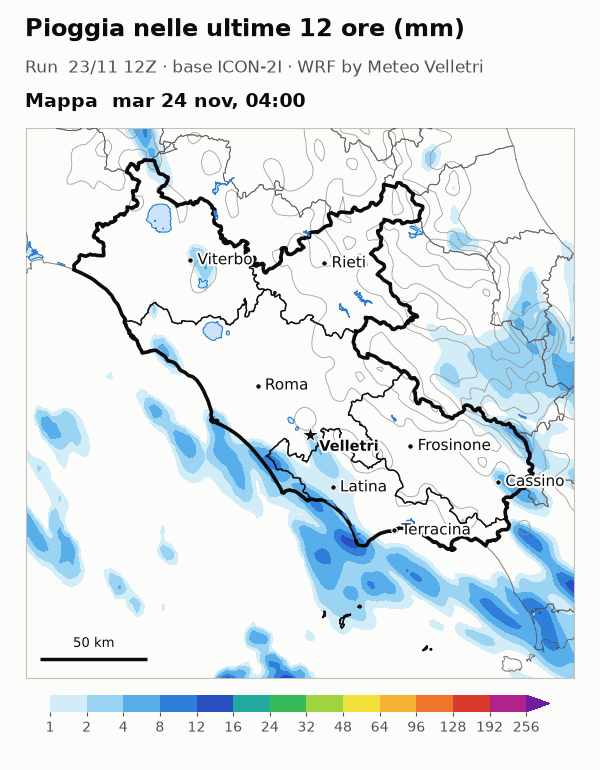 Pioggia nelle ultime 12 ore (mm)
Run  23/11 12Z · base ICON-2I · WRF by Meteo Velletri
Mappa  mar 24 nov, 04:00
Viterbo
Rieti
Roma
Velletri
Frosinone
Latina
Cassino
Terracina
50 km
1 2 4 8 12 16 24 32 48 64 96 128 192 256